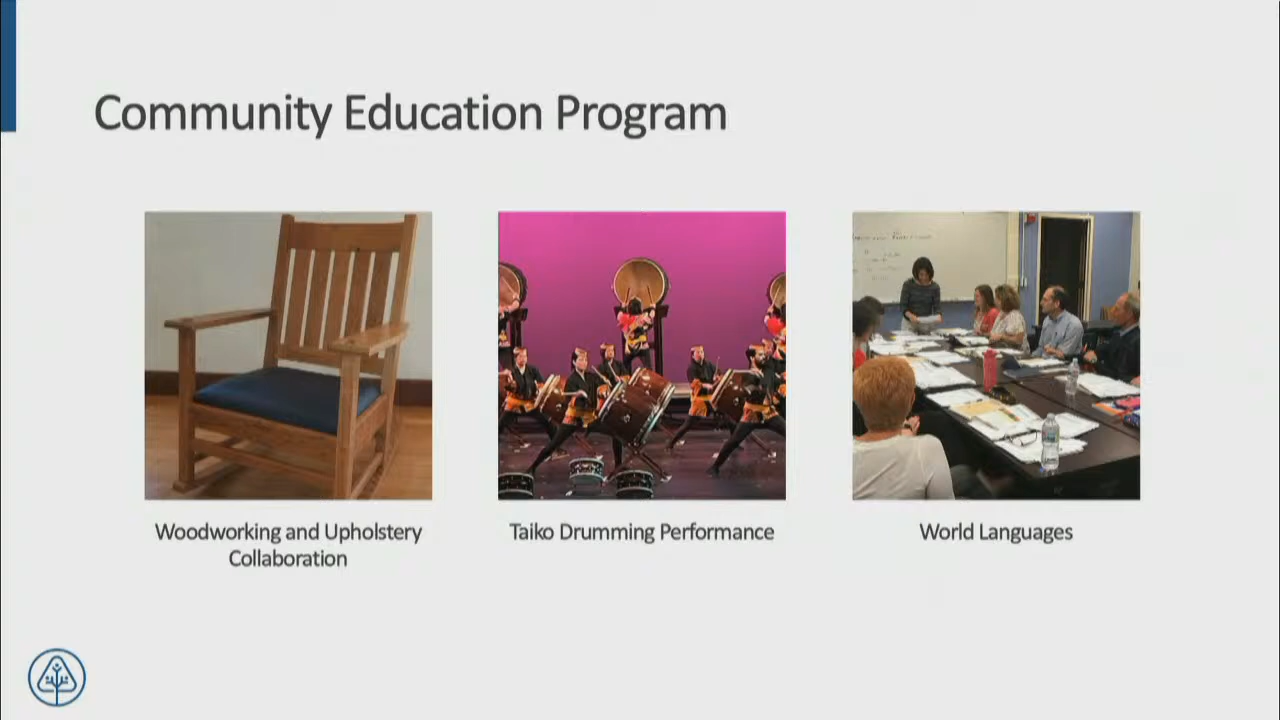 Community Education Program
Woodworking and Upholstery
Collaboration
Taiko Drumming Performance
World Languages